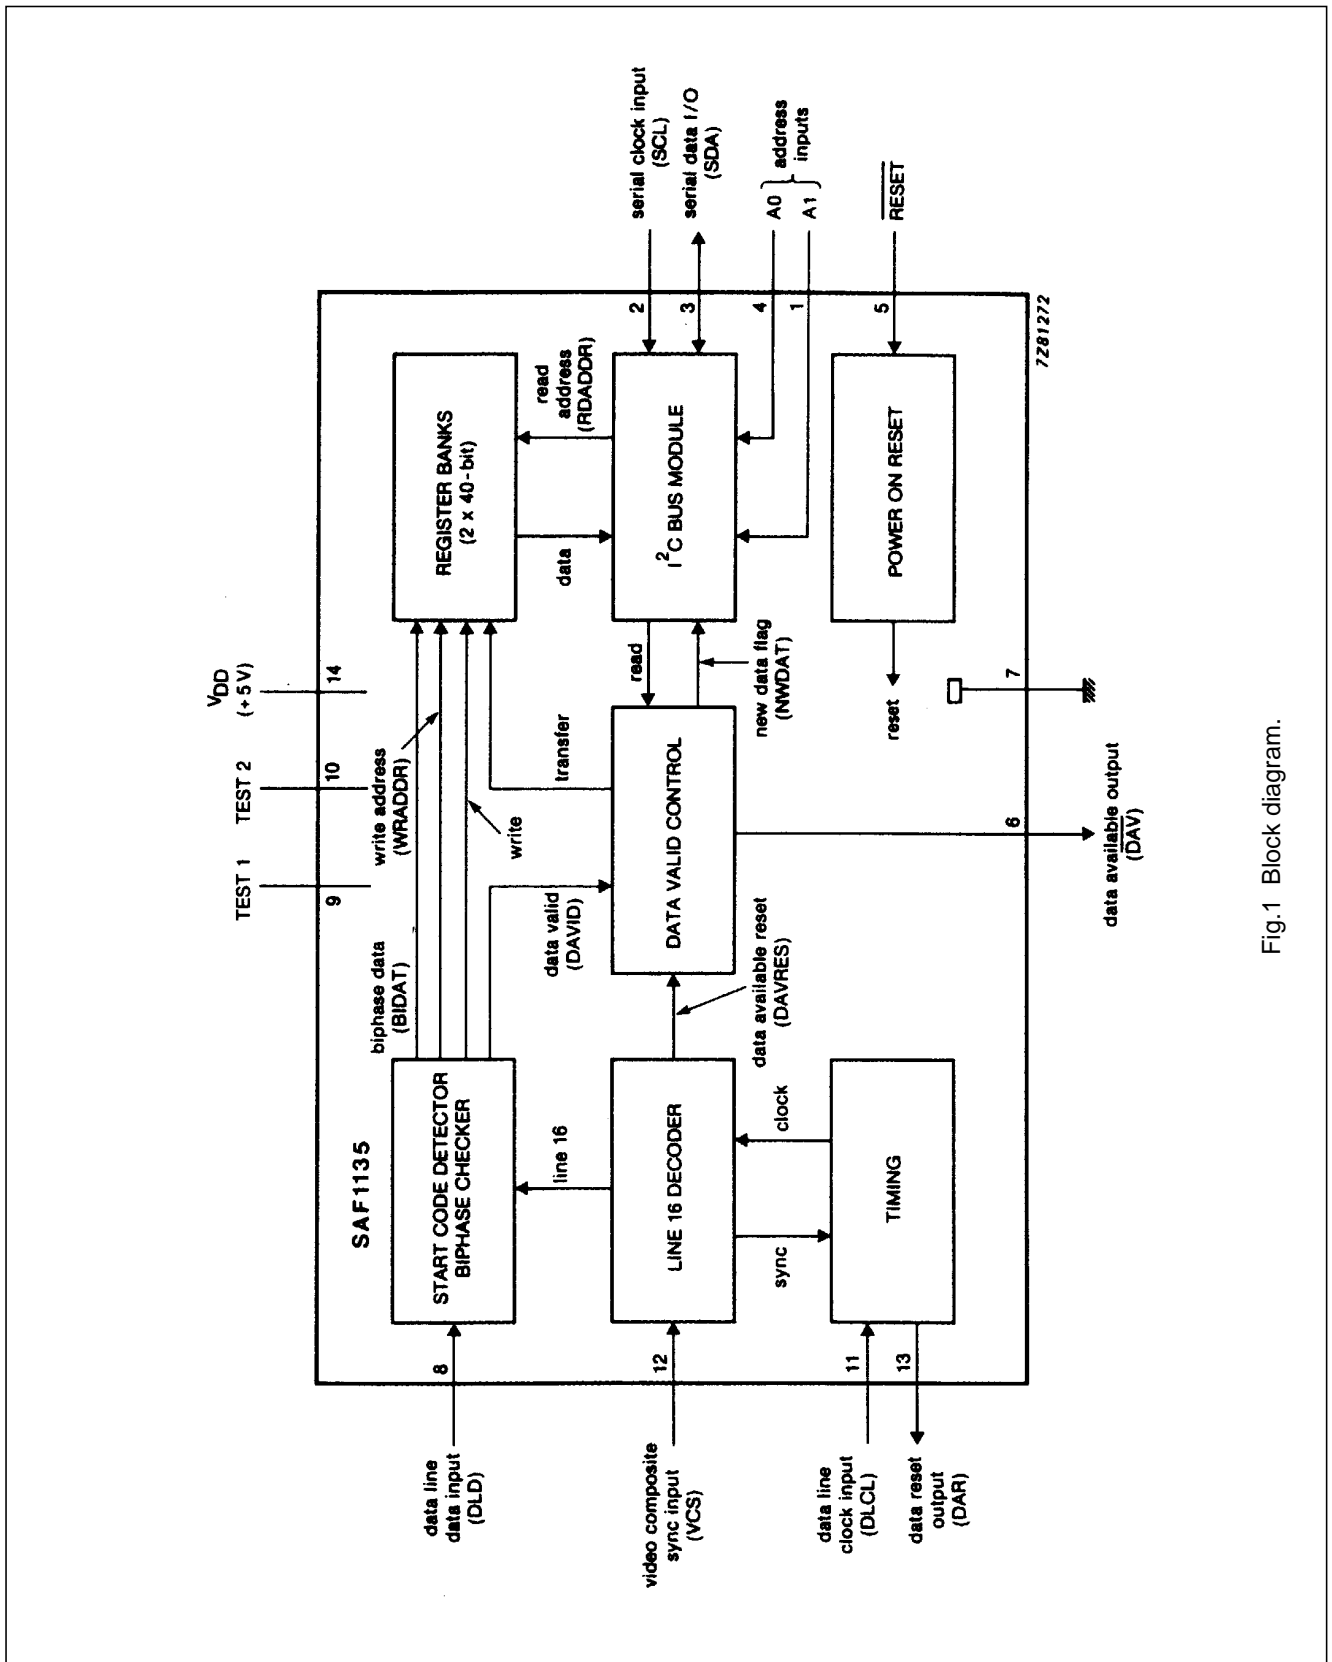 SAF1135
TEST 1
TEST 2
VDD
(+5 V)
9
10
14
biphase data
(BIDAT)
write address
(WRADDR)
write
START CODE DETECTOR
BIPHASE CHECKER
REGISTER BANKS
(2 x 40-bit)
data line
data input
(DLD)
8
line 16
data valid
(DAVID)
transfer
data
read
address
(RDADDR)
serial clock input
(SCL)
2
serial data I/O
(SDA)
3
video composite
sync input
(VCS)
12
LINE 16 DECODER
DATA VALID CONTROL
read
I2C BUS MODULE
A0
A1
address
inputs
4
1
data available reset
(DAVRES)
new data flag
(NWDAT)
sync
clock
data line
clock input
(DLCL)
11
data reset
output
(DAR)
13
TIMING
reset
POWER ON RESET
5
RESET
6
7
data available output
(DAV)
7Z81272
Fig.1 Block diagram.